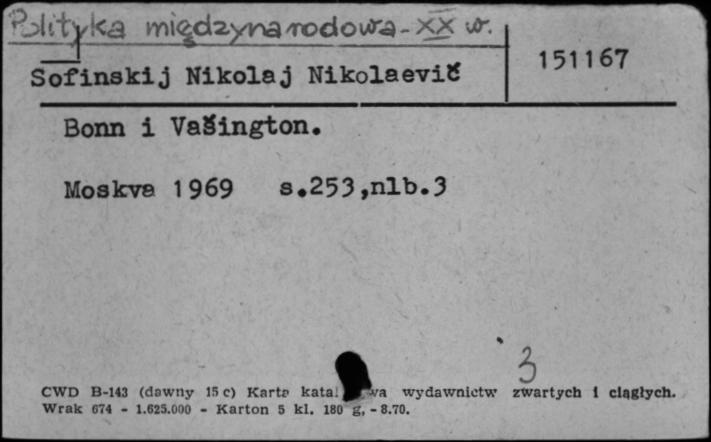 Polityka międzynarodowa - XX w.
Sofinskij Nikolaj Nikolaevič
151167
Bonn i Vašington.
Moskva 1969 s.253,nlb.3
3
CWD B-143 (dawny 15 c) Karta wydawnictw zwartych i ciągłych.
Wrak 674 - 1.625.000 - Karton 5 kl. 180 g, - 8.70.